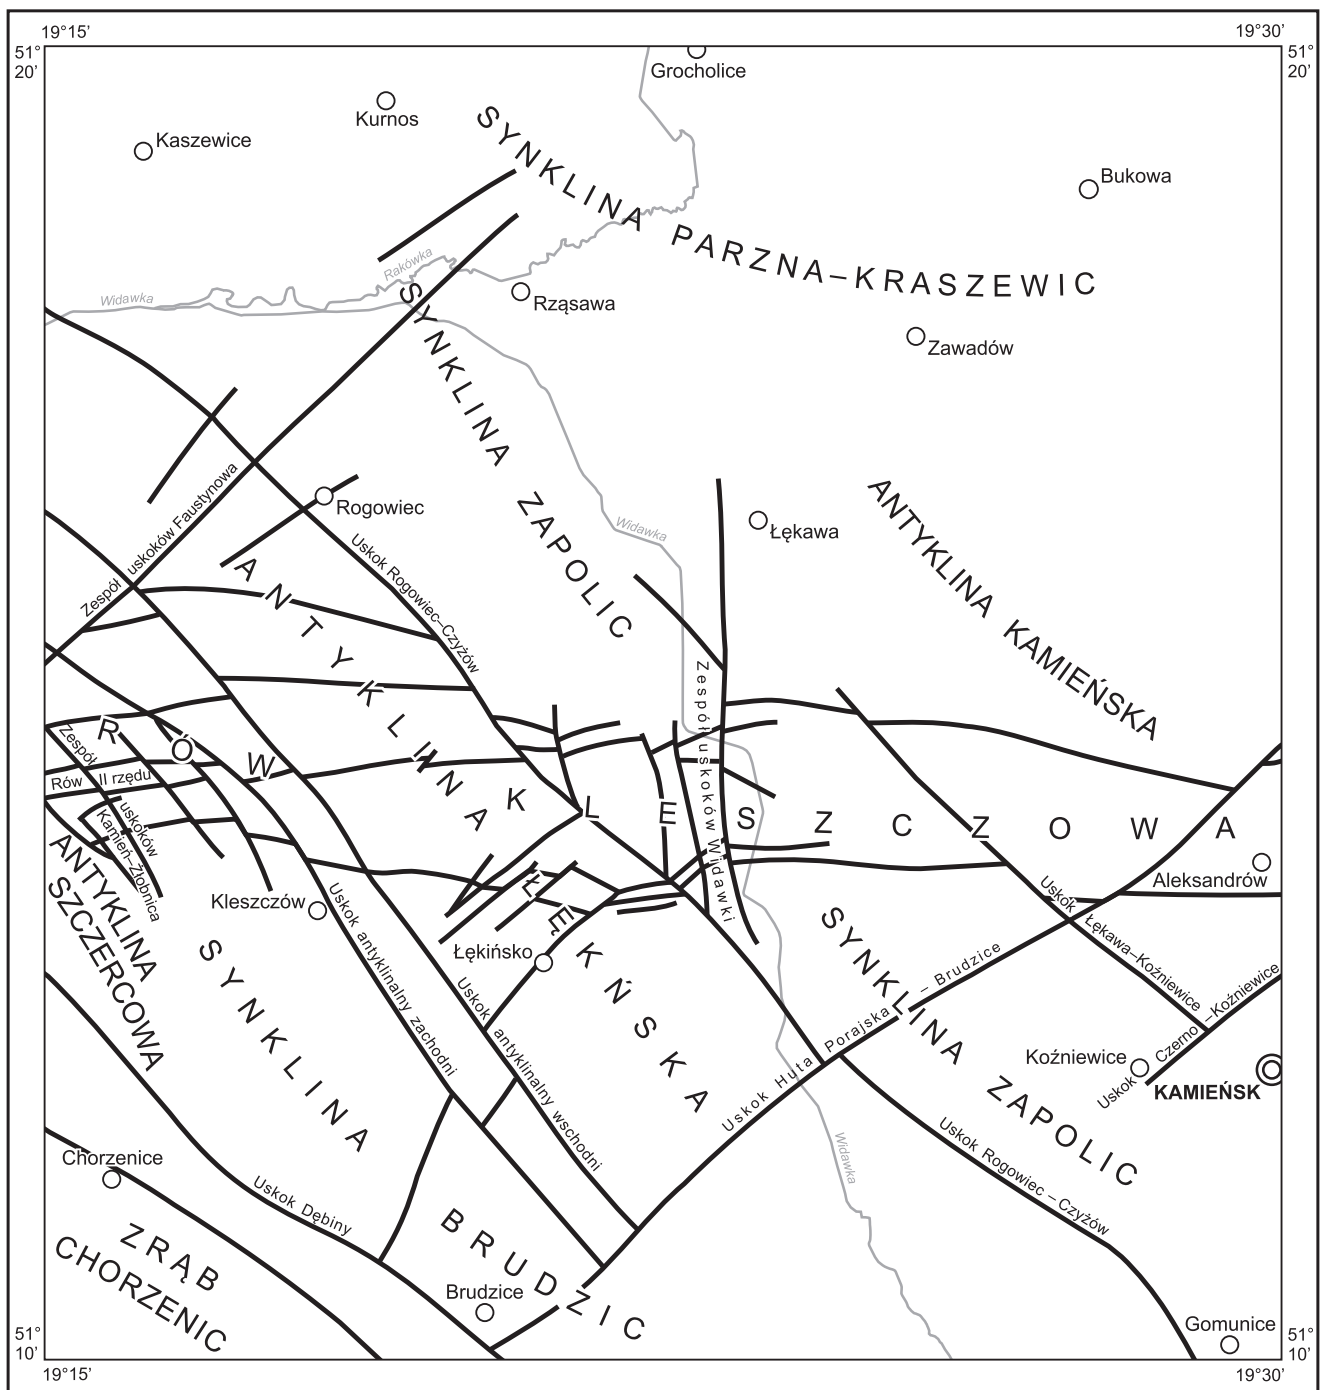 19°15’
19°30’
51°
20’
51°
20’
Grocholice
Kurnos
Kaszewice
Bukowa
SYNKLINA PARZNA–KRASZEWIC
Rakówka
Widawka
Rząsawa
Zawadów
SYNKLINA ZAPOLIC
Zespół uskoków Faustynowa
Rogowiec
Widawka
Łękawa
ANTYKLINA KAMIEŃSKA
Uskok Rogowiec–Czyżów
ANTYKLINA
Zespół uskoków Widawki
RÓW KLESZCZOWA
Zespół
uskoków
Kamień–Żłobnica
Rów II rzędu
Aleksandrów
ANTYKLINA
SZCZERCOWA
Kleszczów
Łękińsko
ŁĘKŃSKA
Uskok antyklinalny zachodni
Uskok antyklinalny wschodni
SYNKLINA
BRUDZIC
SYNKLINA ZAPOLIC
Uskok Łękawa–Koźniewice
Uskok Huta Porajska – Brudzice
Uskok Czerno –Koźniewice
Koźniewice
KAMIEŃSK
Uskok Rogowiec –Czyżów
Widawka
Chorzenice
Uskok Dębiny
ZRĄB
CHORZENIC
Brudzice
Gomunice
51°
10’
51°
10’
19°15’
19°30’